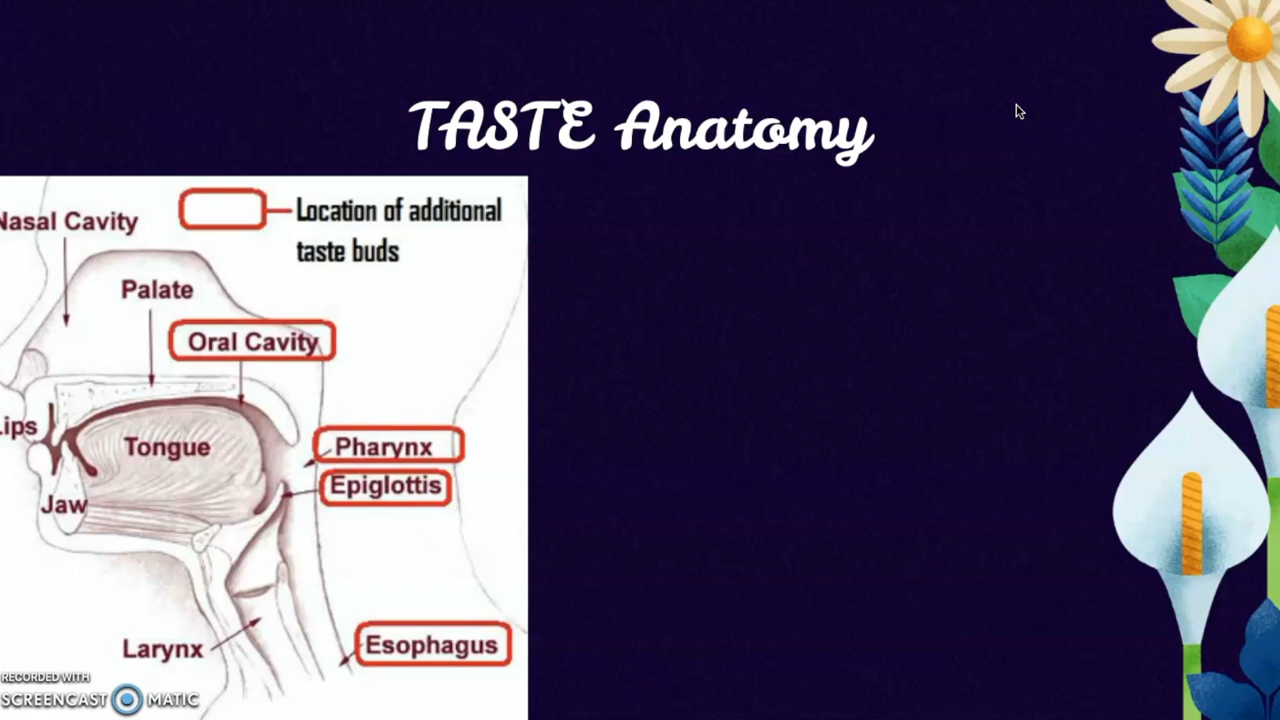 TASTE Anatomy
Location of additional
taste buds
Nasal Cavity
Palate
Oral Cavity
Lips
Tongue
Pharynx
Epiglottis
Jaw
Larynx
Esophagus
RECORDED WITH
SCREENCAST MATIC